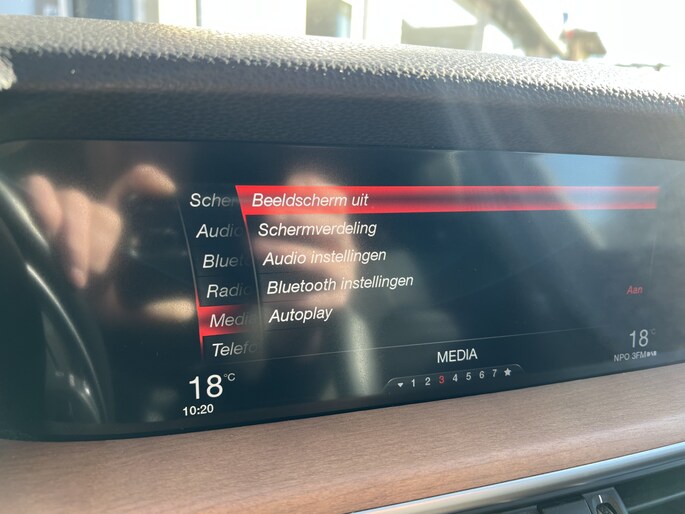 Beeldscherm uit
Schermverdeling
Audio instellingen
Bluetooth instellingen
Aan
Autoplay
Scher
Audio
Bluet
Radio
Media
Telefo
MEDIA
1 2 3 4 5 6 7
18°C
10:20
18°C
NPO 3FM